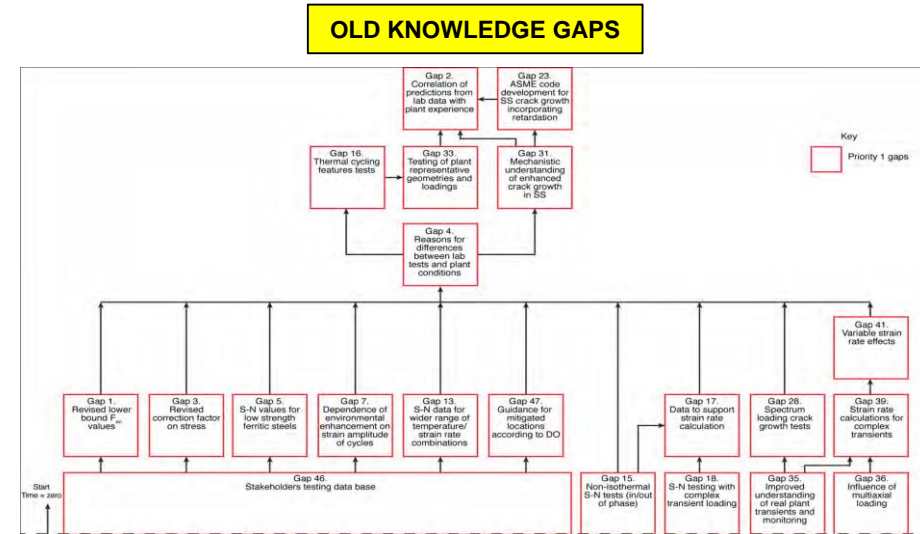 OLD KNOWLEDGE GAPS
Gap 2.
Correlation of
predictions from
lab data with
plant experience
Gap 23.
ASME code
development for
SS crack growth
incorporating
retardation
Key
Priority 1 gaps
Gap 16.
Thermal cycling
features tests
Gap 33.
Testing of plant
representative
geometries and
loadings
Gap 31.
Mechanistic
understanding
of enhanced
crack growth
in SS
Gap 4.
Reasons for
differences
between lab
tests and plant
conditions
Gap 41.
Variable strain
rate effects
Gap 1.
Revised lower
bound Fen
values
Gap 3.
Revised
correction factor
on stress
Gap 5.
S-N values for
low strength
ferritic steels
Gap 7.
Dependence of
environmental
enhancement on
strain amplitude
of cycles
Gap 13.
S-N data for
wider range of
temperature/
strain rate
combinations
Gap 47.
Guidance for
mitigated
locations
according to DO
Gap 17.
Data to support
strain rate
calculation
Gap 28.
Spectrum
loading crack
growth tests
Gap 39.
Strain rate
calculations for
complex
transients
Start
Time = zero
Gap 46.
Stakeholders testing data base
Gap 15.
Non-isothermal
S-N tests (in/out
of phase)
Gap 18.
S-N testing with
complex
transient loading
Gap 35.
Improved
understanding
of real plant
transients and
monitoring
Gap 36.
Influence of
multiaxial
loading